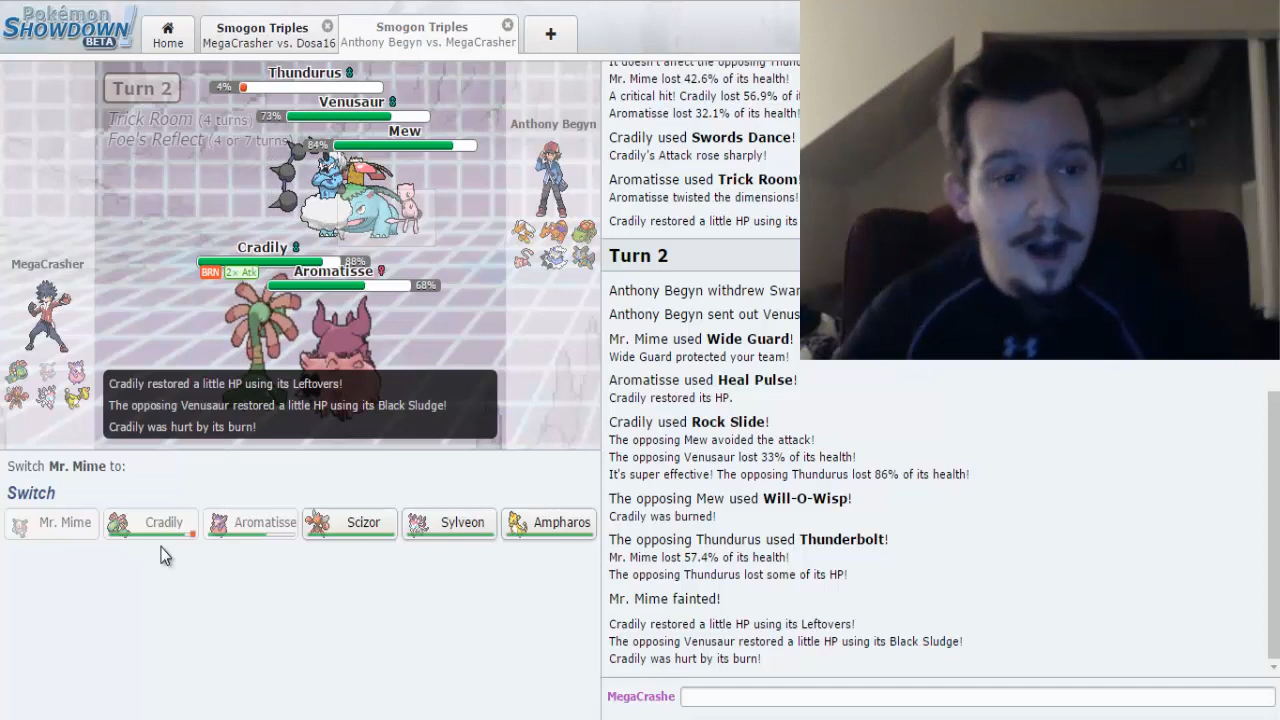 Pokémon
SHOWDOWN!
BETA
Home
Smogon Triples
MegaCrasher vs. Dosa16
Smogon Triples
Anthony Begyn vs. MegaCrasher
+
Turn 2
Trick Room (4 turns)
Foe's Reflect (4 or 7 turns)
Thundurus
4%
Venusaur
73%
Mew
84%
Anthony Begyn
MegaCrasher
Cradily
88%
BRN 2× Atk
Aromatisse
68%
Cradily restored a little HP using its Leftovers!
The opposing Venusaur restored a little HP using its Black Sludge!
Cradily was hurt by its burn!
Switch Mr. Mime to:
Switch
Mr. Mime
Cradily
Aromatisse
Scizor
Sylveon
Ampharos
It doesn't affect the opposing Thund
Mr. Mime lost 42.6% of its health!
A critical hit! Cradily lost 56.9% of it
Aromatisse lost 32.1% of its health!
Cradily used Swords Dance!
Cradily's Attack rose sharply!
Aromatisse used Trick Room!
Aromatisse twisted the dimensions!
Cradily restored a little HP using its
Turn 2
Anthony Begyn withdrew Swa
Anthony Begyn sent out Venus
Mr. Mime used Wide Guard!
Wide Guard protected your team!
Aromatisse used Heal Pulse!
Cradily restored its HP.
Cradily used Rock Slide!
The opposing Mew avoided the attack!
The opposing Venusaur lost 33% of its health!
It's super effective! The opposing Thundurus lost 86% of its health!
The opposing Mew used Will-O-Wisp!
Cradily was burned!
The opposing Thundurus used Thunderbolt!
Mr. Mime lost 57.4% of its health!
The opposing Thundurus lost some of its HP!
Mr. Mime fainted!
Cradily restored a little HP using its Leftovers!
The opposing Venusaur restored a little HP using its Black Sludge!
Cradily was hurt by its burn!
MegaCrashe